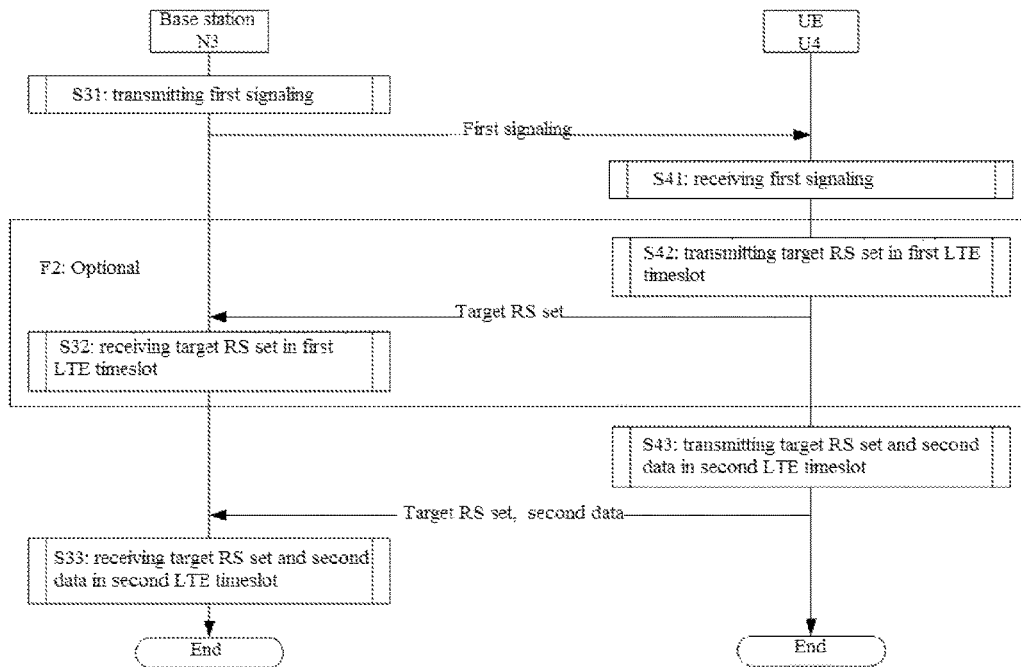 Base station
N3
UE
U4
S31: transmitting first signaling
First signaling
S41: receiving first signaling
F2: Optional
S42: transmitting target RS set in first LTE
timeslot
Target RS set
S32: receiving target RS set in first
LTE timeslot
S43: transmitting target RS set and second
data in second LTE timeslot
Target RS set, second data
S33: receiving target RS set and second
data in second LTE timeslot
End
End